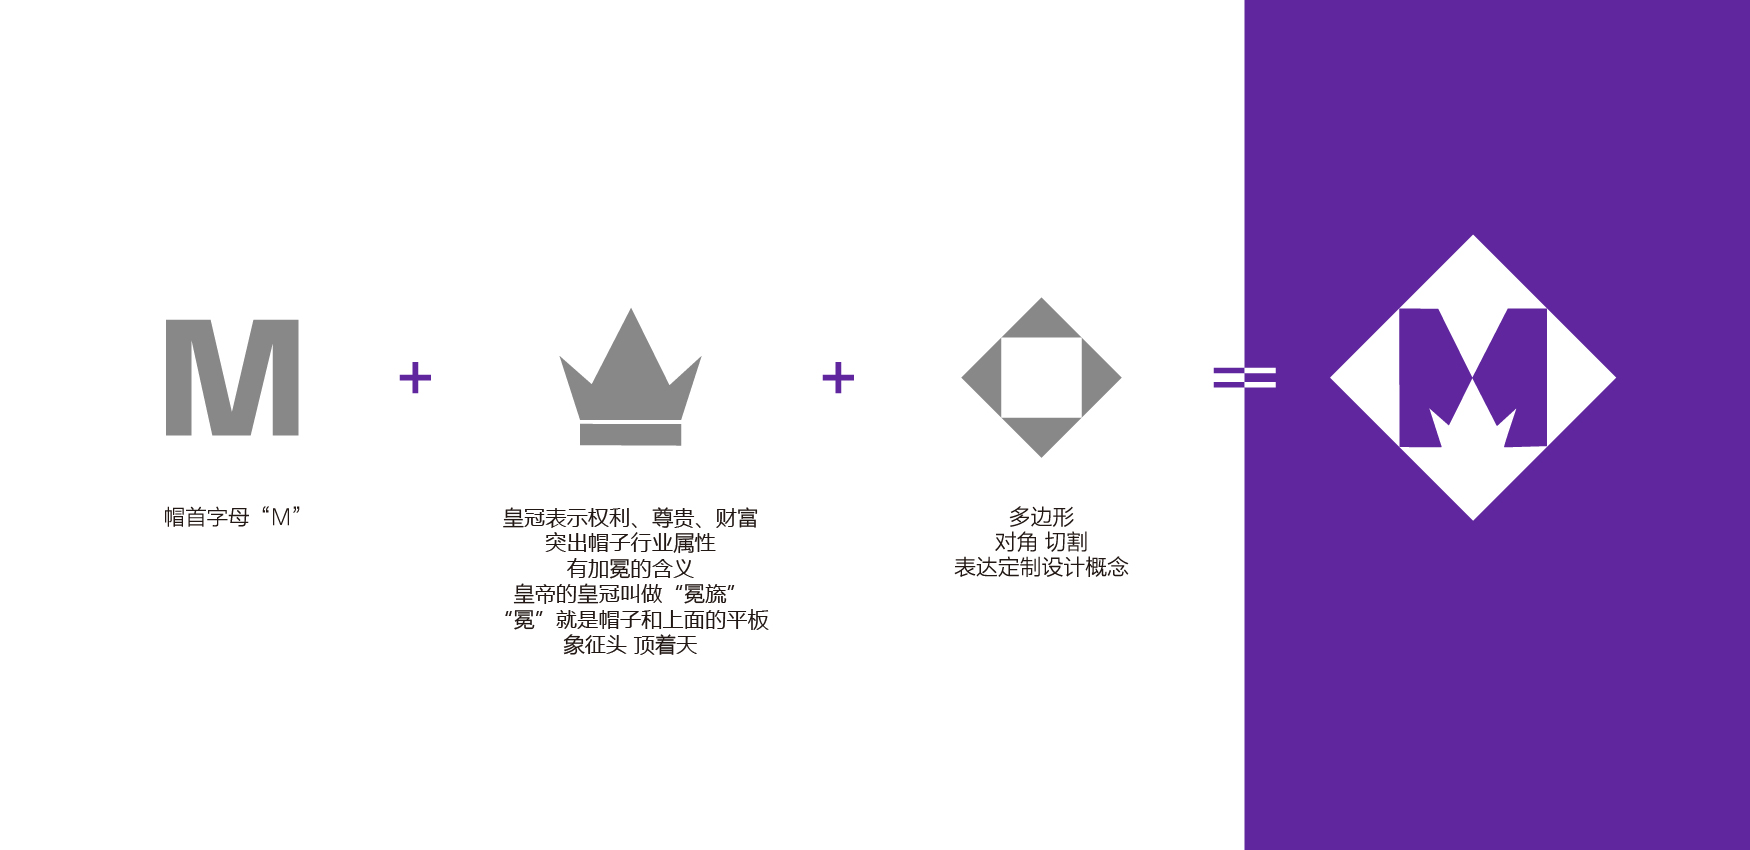 M
帽首字母“M”
皇冠表示权利、尊贵、财富
突出帽子行业属性
有加冕的含义
皇帝的皇冠叫做“冕旒”
“冕”就是帽子和上面的平板
象征头 顶着天
多边形
对角 切割
表达定制设计概念
M